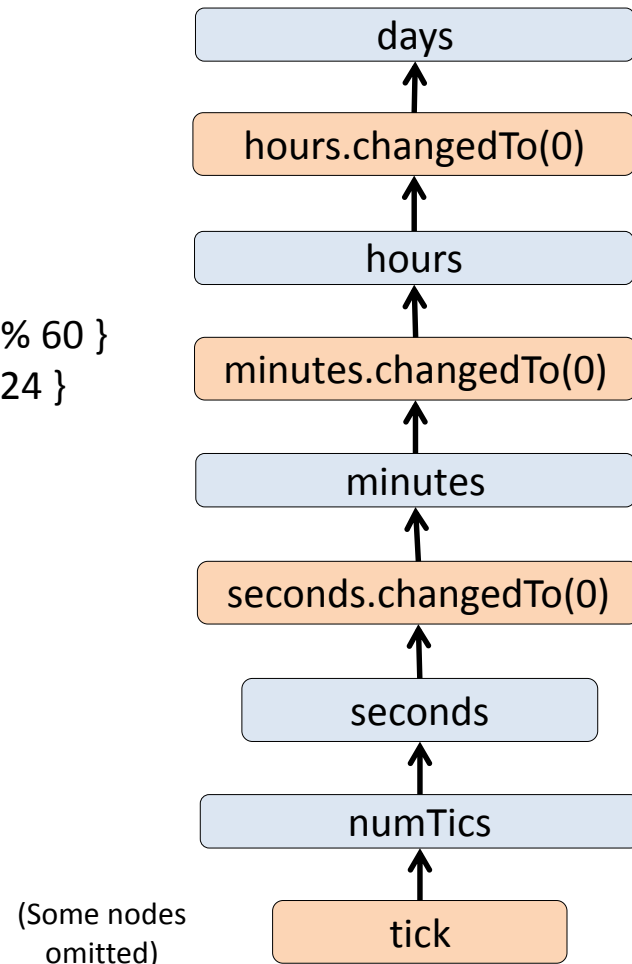 days
hours.changedTo(0)
hours
% 60 }
minutes.changedTo(0)
24 }
minutes
seconds.changedTo(0)
seconds
numTics
(Some nodes
omitted)
tick